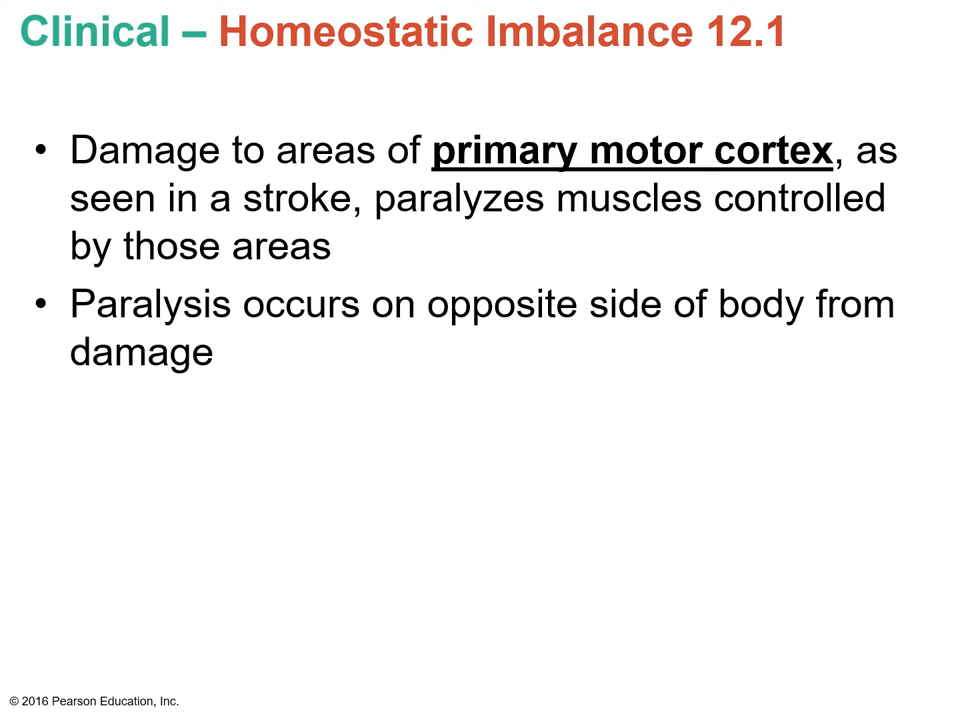 Clinical – Homeostatic Imbalance 12.1
• Damage to areas of primary motor cortex, as
seen in a stroke, paralyzes muscles controlled
by those areas
• Paralysis occurs on opposite side of body from
damage
© 2016 Pearson Education, Inc.